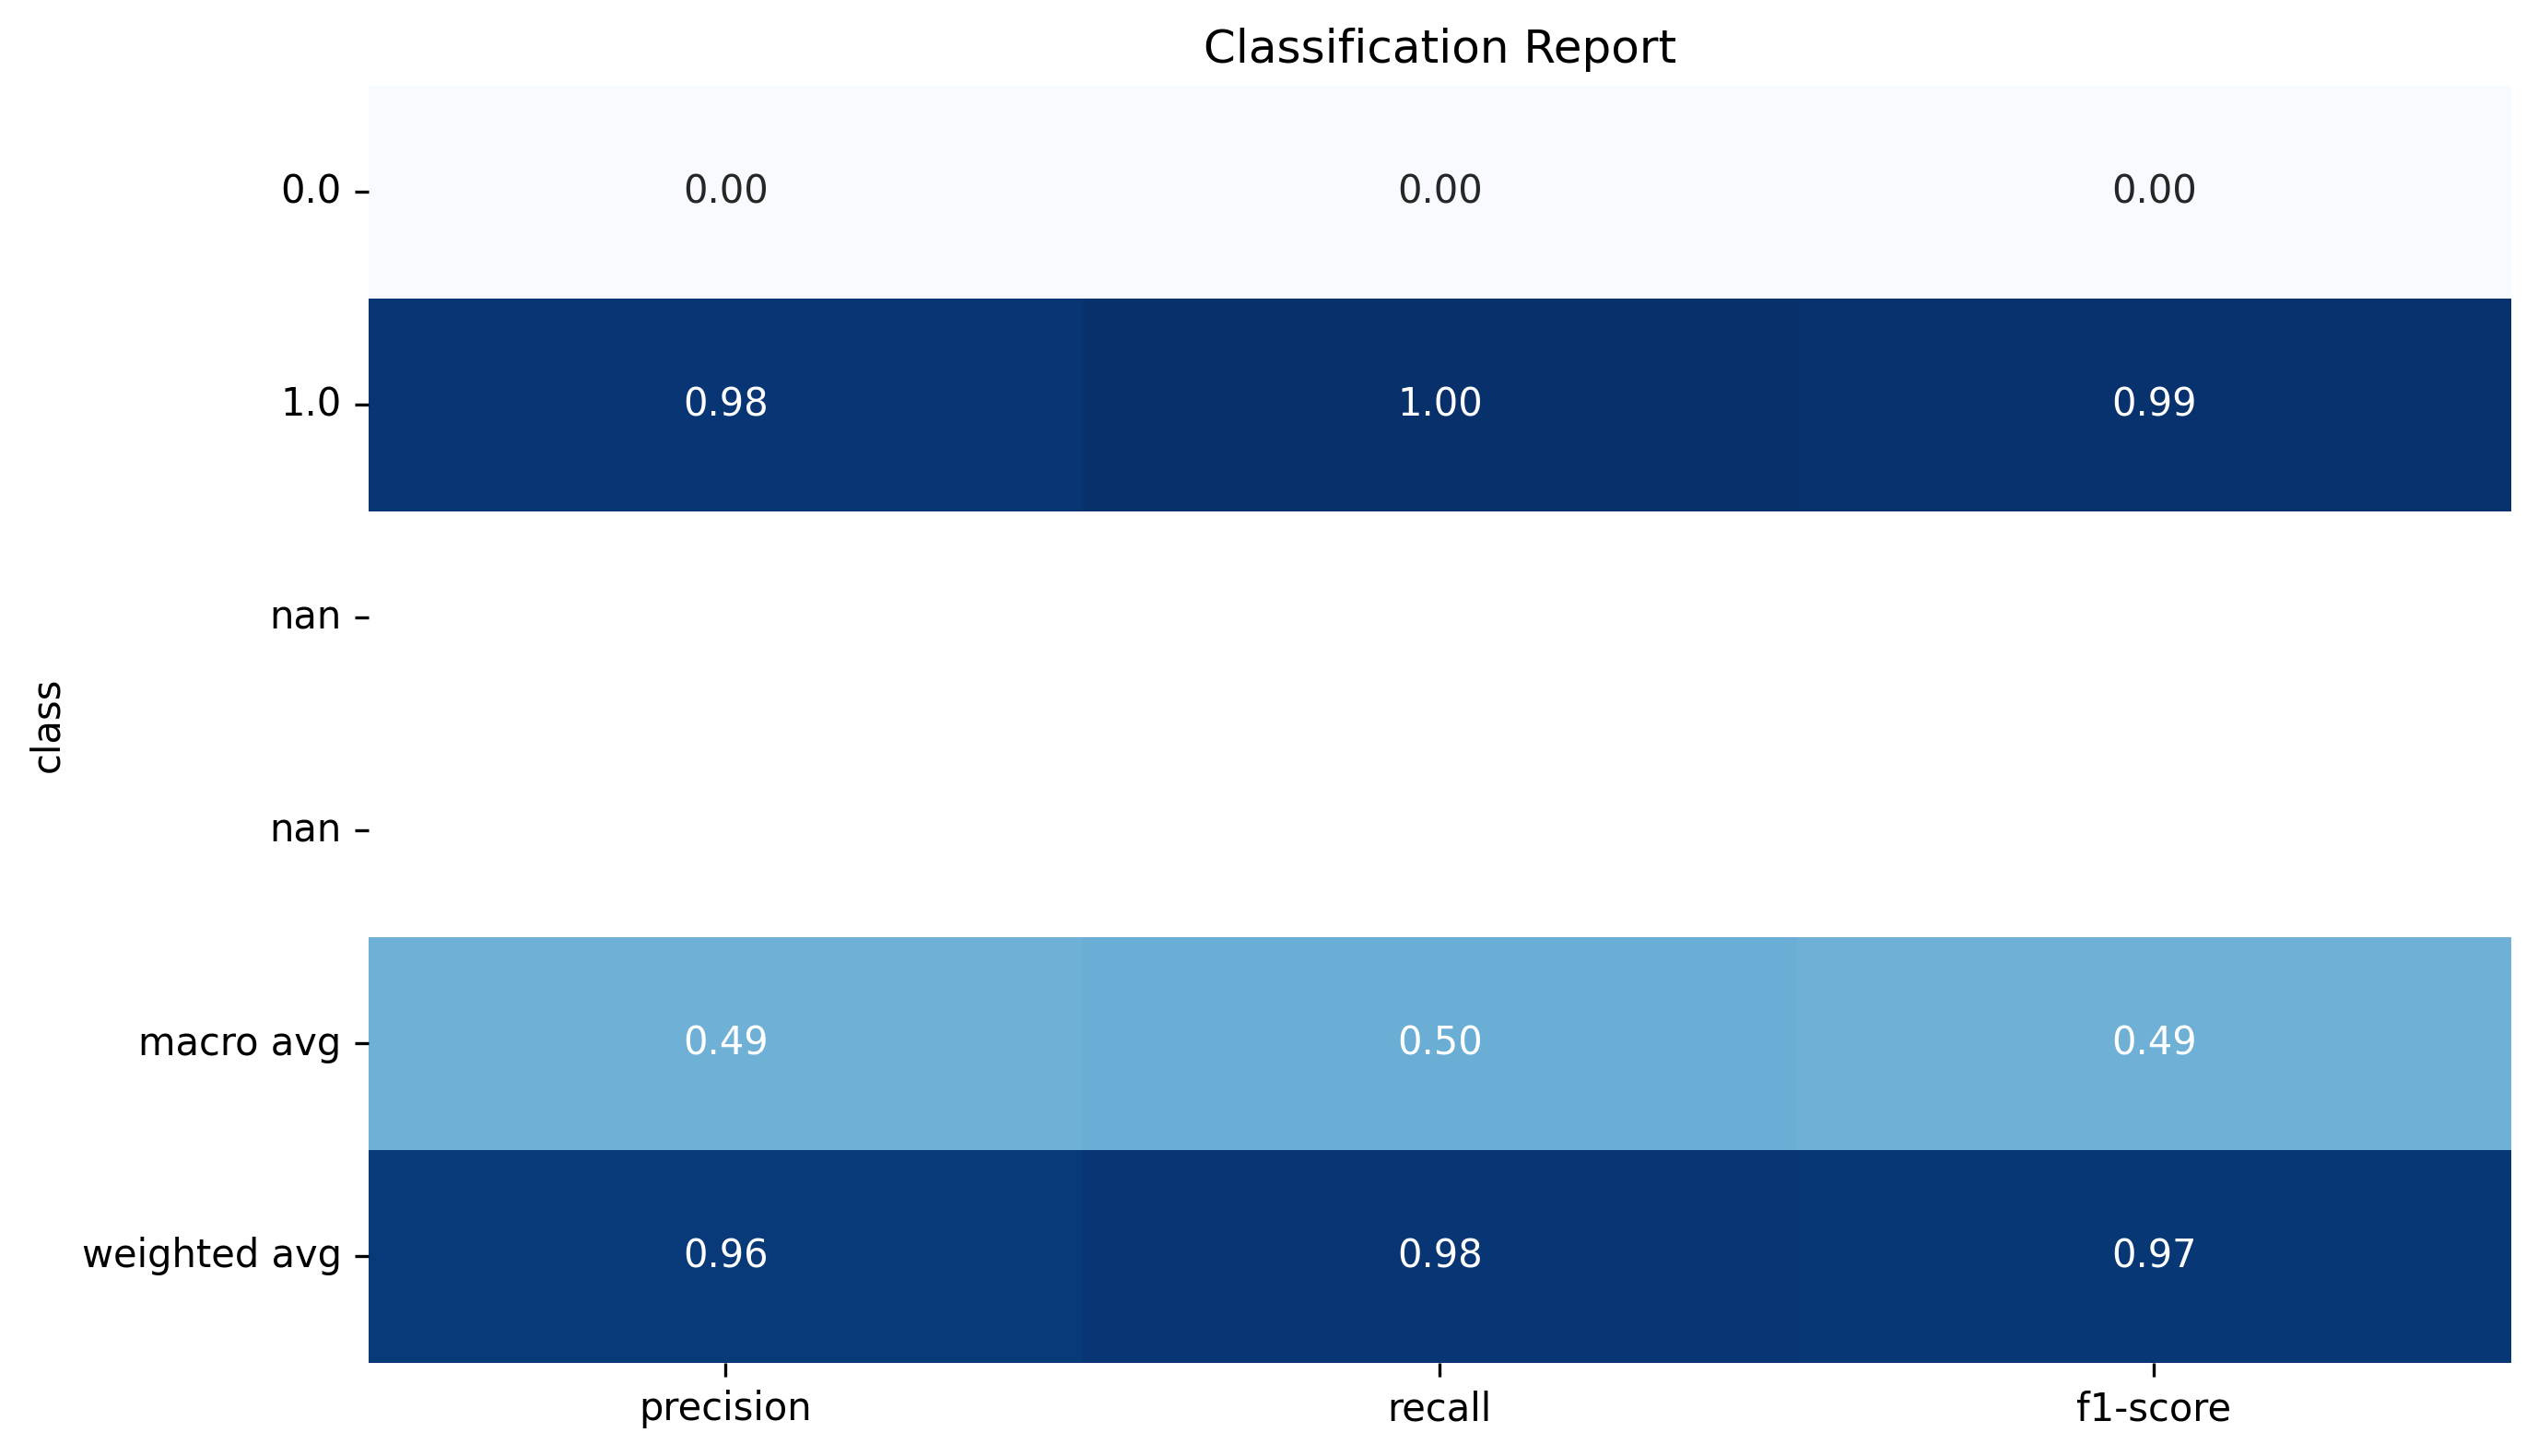 Classification Report
0.0 0.00 0.00 0.00
1.0 0.98 1.00 0.99
nan
nan
class
macro avg 0.49 0.50 0.49
weighted avg 0.96 0.98 0.97
precision recall f1-score